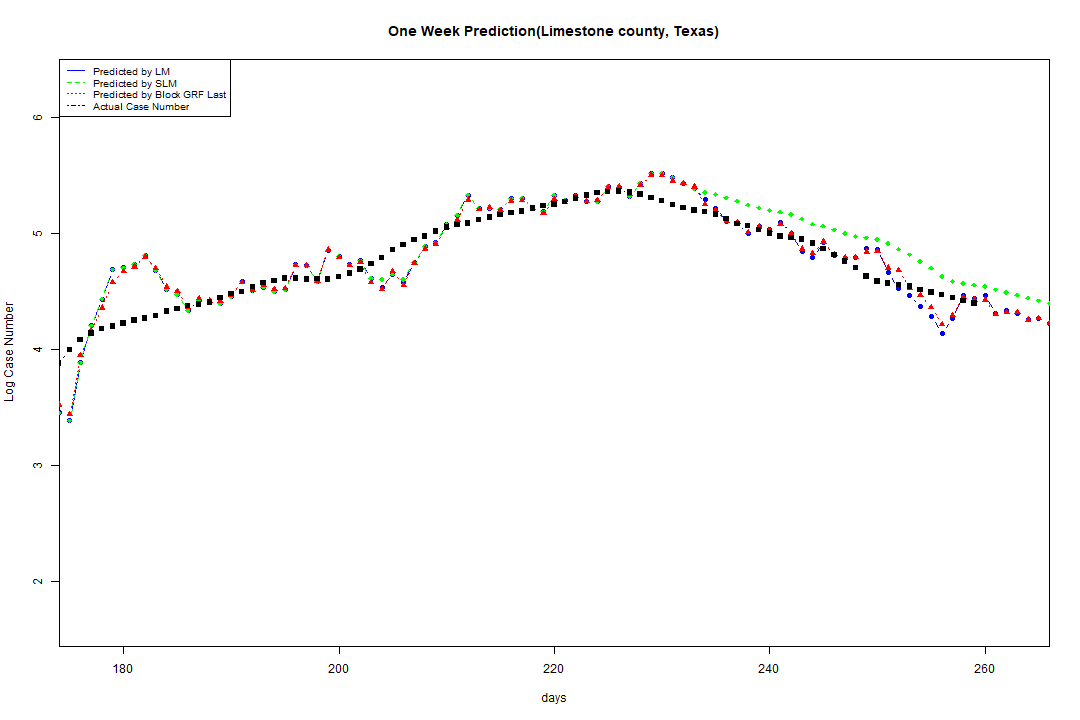 One Week Prediction(Limestone county, Texas)
Predicted by LM
Predicted by SLM
Predicted by Block GRF Last
Actual Case Number
6
5
4
3
2
Log Case Number
180 200 220 240 260
days